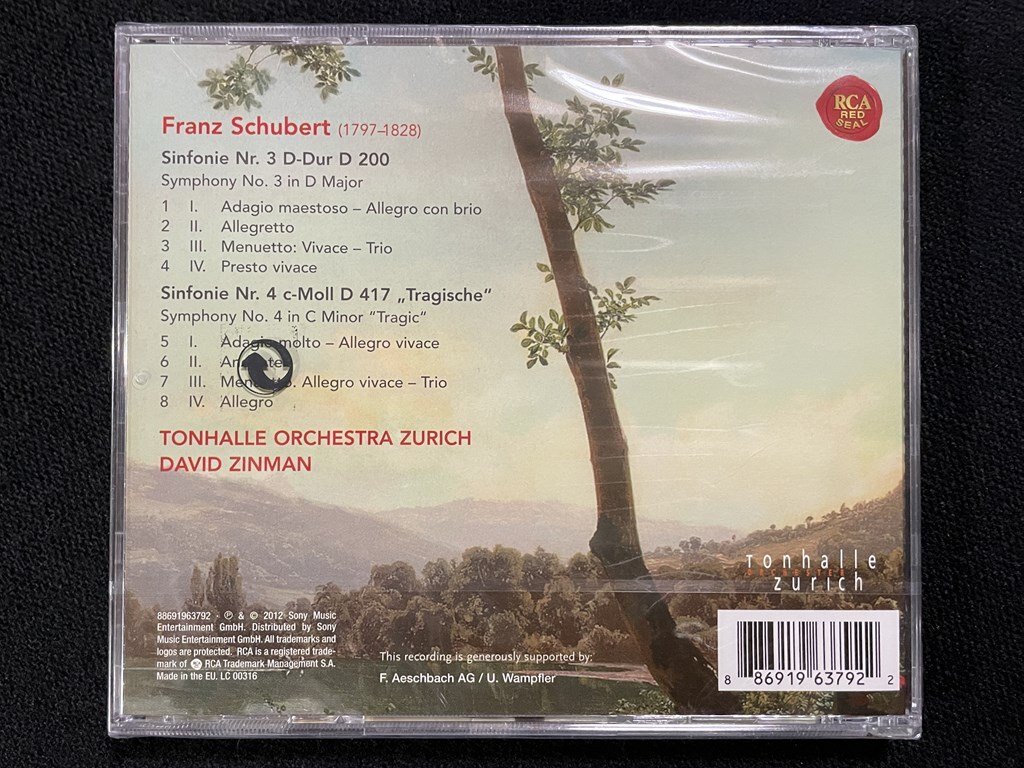 RCA
RED
SEAL
Franz Schubert (1797–1828)
Sinfonie Nr. 3 D-Dur D 200
Symphony No. 3 in D Major
1 I. Adagio maestoso – Allegro con brio
2 II. Allegretto
3 III. Menuetto: Vivace – Trio
4 IV. Presto vivace
Sinfonie Nr. 4 c-Moll D 417 „Tragische“
Symphony No. 4 in C Minor “Tragic“
5 I. Adagio molto – Allegro vivace
6 II.
7 III. Menuetto. Allegro vivace – Trio
8 IV. Allegro
TONHALLE ORCHESTRA ZURICH
DAVID ZINMAN
Tonhalle
zurich
88691963792 · ℗ & © 2012 Sony Music
Entertainment GmbH. Distributed by Sony
Music Entertainment GmbH. All trademarks and
logos are protected. RCA is a registered trade-
mark of RCA Trademark Management S.A.
Made in the EU. LC 00316
This recording is generously supported by:
F. Aeschbach AG / U. Wampfler
8 86919 63792 2